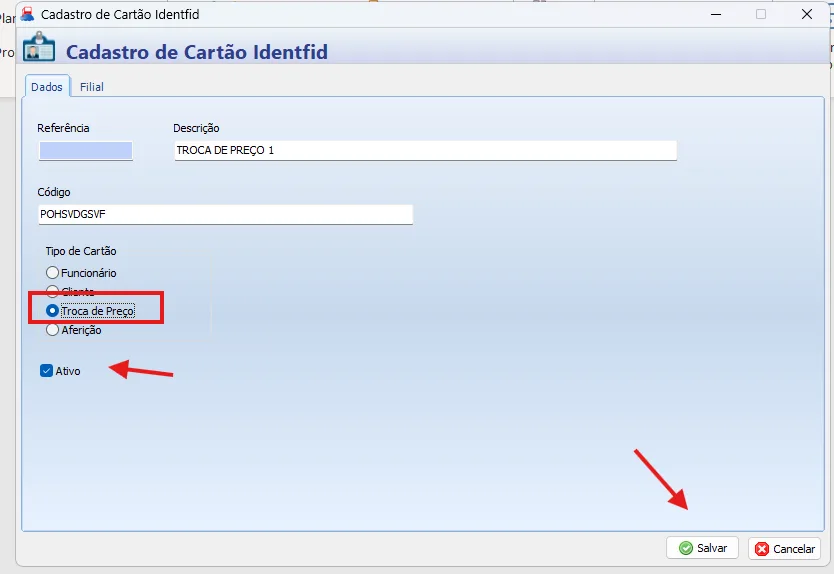 Cadastro de Cartão Identfid
Cadastro de Cartão Identfid
Dados Filial
Referência Descrição
TROCA DE PREÇO 1
Código
POHSVDGSVF
Tipo de Cartão
Funcionário
Cliente
Troca de Preço
Aferição
Ativo
Salvar Cancelar